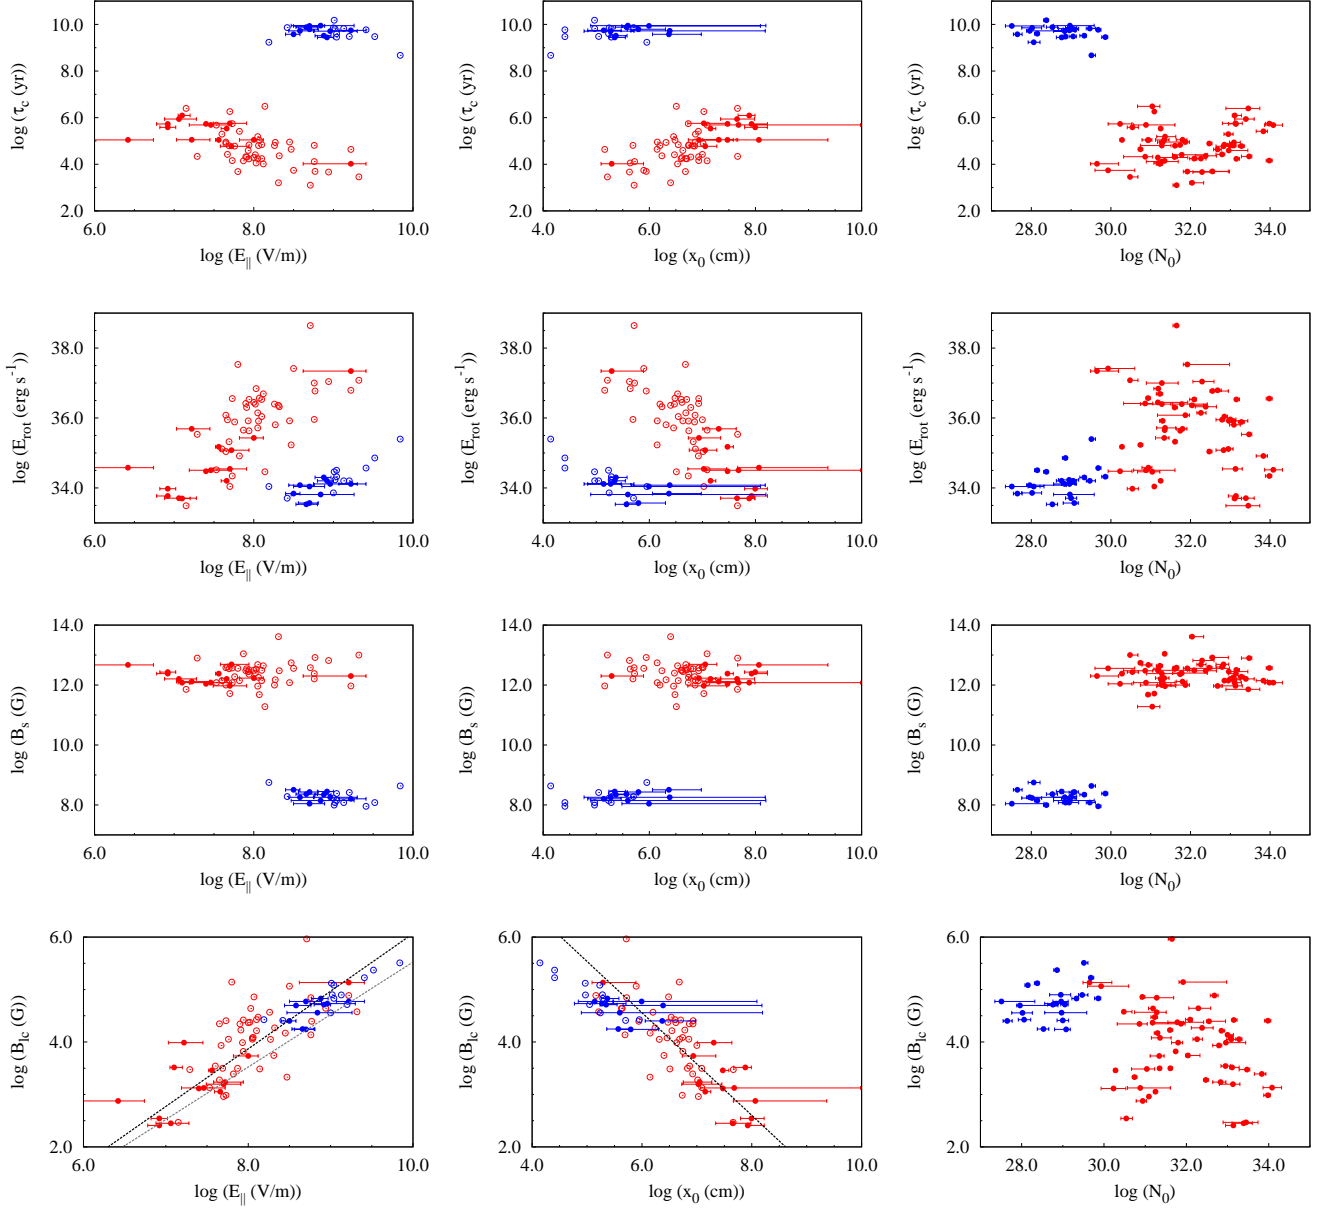 10.0
8.0
6.0
4.0
2.0
log (τc (yr))
6.0 8.0 10.0
log (E|| (V/m))
10.0
8.0
6.0
4.0
2.0
log (τc (yr))
4.0 6.0 8.0 10.0
log (x0 (cm))
10.0
8.0
6.0
4.0
2.0
log (τc (yr))
28.0 30.0 32.0 34.0
log (N0)
38.0
36.0
34.0
log (Erot (erg s-1))
6.0 8.0 10.0
log (E|| (V/m))
38.0
36.0
34.0
log (Erot (erg s-1))
4.0 6.0 8.0 10.0
log (x0 (cm))
38.0
36.0
34.0
log (Erot (erg s-1))
28.0 30.0 32.0 34.0
log (N0)
14.0
12.0
10.0
8.0
log (Bs (G))
6.0 8.0 10.0
log (E|| (V/m))
14.0
12.0
10.0
8.0
log (Bs (G))
4.0 6.0 8.0 10.0
log (x0 (cm))
14.0
12.0
10.0
8.0
log (Bs (G))
28.0 30.0 32.0 34.0
log (N0)
6.0
4.0
2.0
log (Blc (G))
6.0 8.0 10.0
log (E|| (V/m))
6.0
4.0
2.0
log (Blc (G))
4.0 6.0 8.0 10.0
log (x0 (cm))
6.0
4.0
2.0
log (Blc (G))
28.0 30.0 32.0 34.0
log (N0)